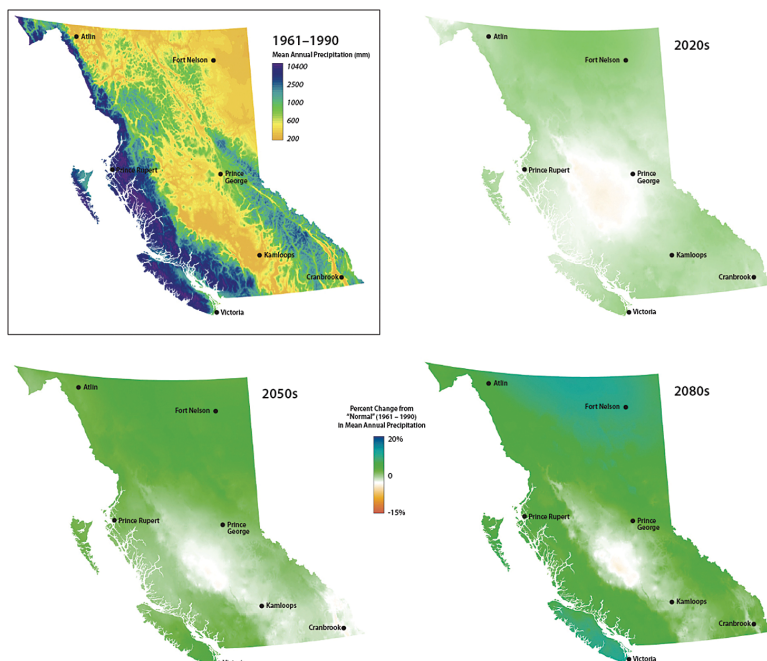 1961–1990
Mean Annual Precipitation (mm)
10400
2500
1000
600
200
Atlin
Fort Nelson
Prince Rupert
Prince
George
Kamloops
Cranbrook
Victoria
2020s
Atlin
Fort Nelson
Prince Rupert
Prince
George
Kamloops
Cranbrook
Victoria
2050s
Atlin
Fort Nelson
Prince Rupert
Prince
George
Kamloops
Cranbrook
Percent Change from
"Normal" (1961 – 1990)
in Mean Annual Precipitation
20%
0
-15%
2080s
Atlin
Fort Nelson
Prince Rupert
Prince
George
Kamloops
Cranbrook
Victoria